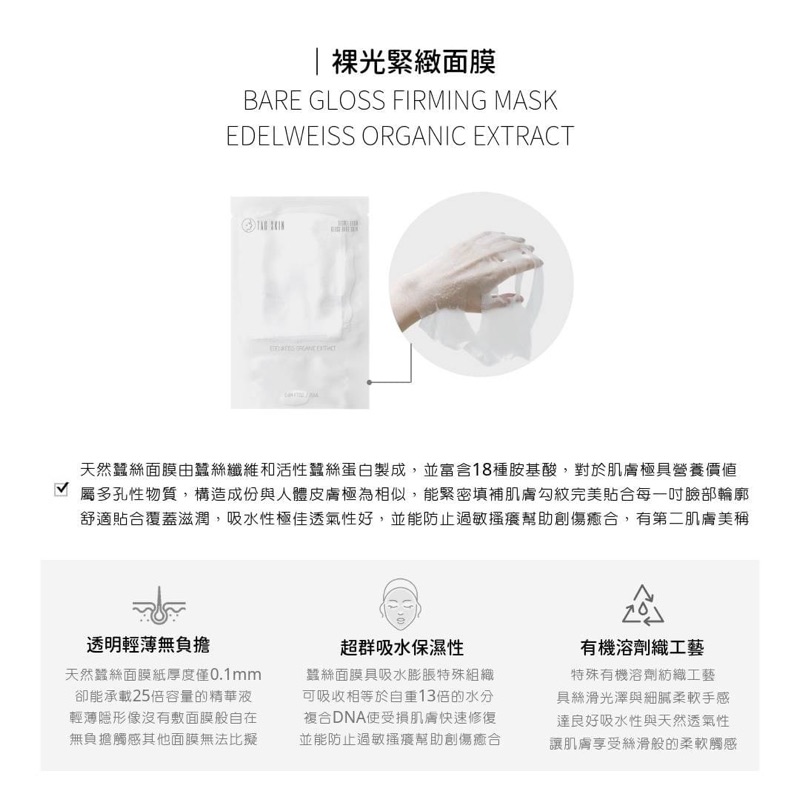 ｜裸光緊緻面膜
BARE GLOSS FIRMING MASK
EDELWEISS ORGANIC EXTRACT
TAO SKIN
EDELWEISS ORGANIC EXTRACT
天然蠶絲面膜由蠶絲纖維和活性蠶絲蛋白製成，並富含18種胺基酸，對於肌膚極具營養價值
屬多孔性物質，構造成份與人體皮膚極為相似，能緊密填補肌膚勾紋完美貼合每一吋臉部輪廓
舒適貼合覆蓋滋潤，吸水性極佳透氣性好，並能防止過敏搔癢幫助創傷癒合，有第二肌膚美稱
透明輕薄無負擔
天然蠶絲面膜紙厚度僅0.1mm
卻能承載25倍容量的精華液
輕薄隱形像沒有敷面膜般自在
無負擔觸感其他面膜無法比擬
超群吸水保濕性
蠶絲面膜具吸水膨脹特殊組織
可吸收相等於自重13倍的水分
複合DNA使受損肌膚快速修復
並能防止過敏搔癢幫助創傷癒合
有機溶劑織工藝
特殊有機溶劑紡織工藝
具絲滑光澤與細膩柔軟手感
達良好吸水性與天然透氣性
讓肌膚享受絲滑般的柔軟觸感